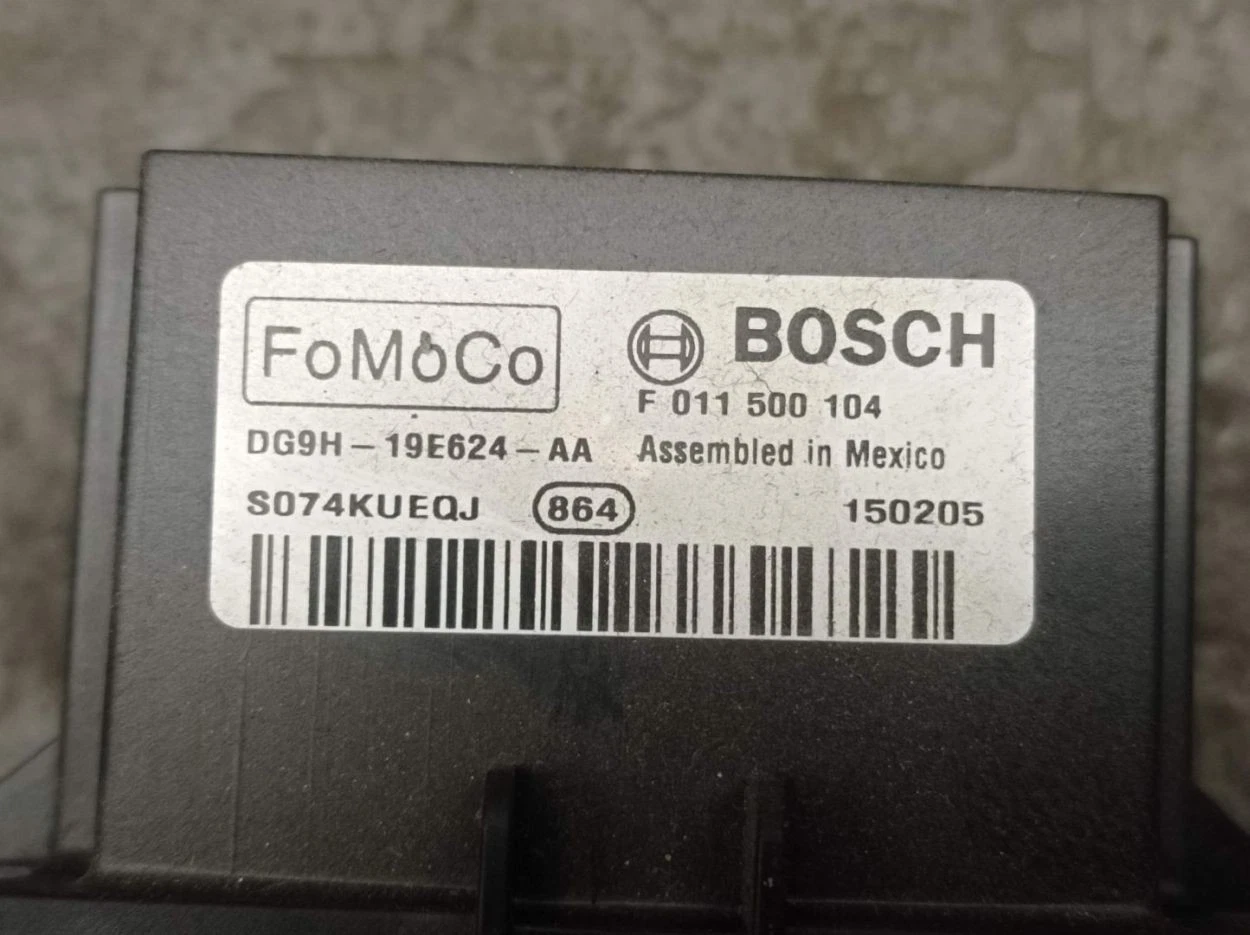 FoMoCo
BOSCH
F 011 500 104
DG9H-19E624-AA Assembled in Mexico
S074KUEQJ 864 150205